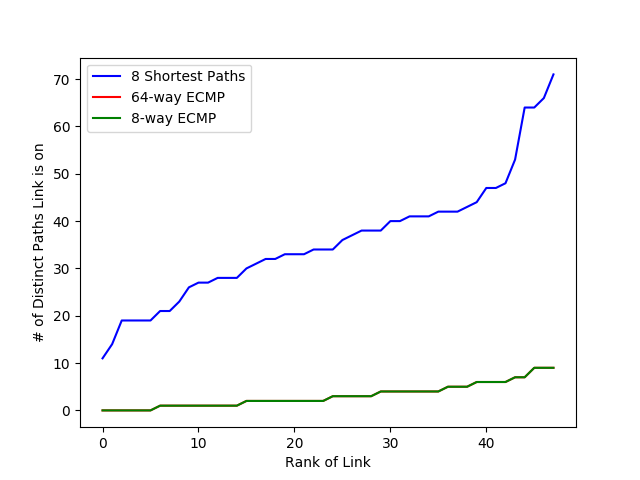 8 Shortest Paths
64-way ECMP
8-way ECMP
# of Distinct Paths Link is on
70
60
50
40
30
20
10
0
0 10 20 30 40
Rank of Link